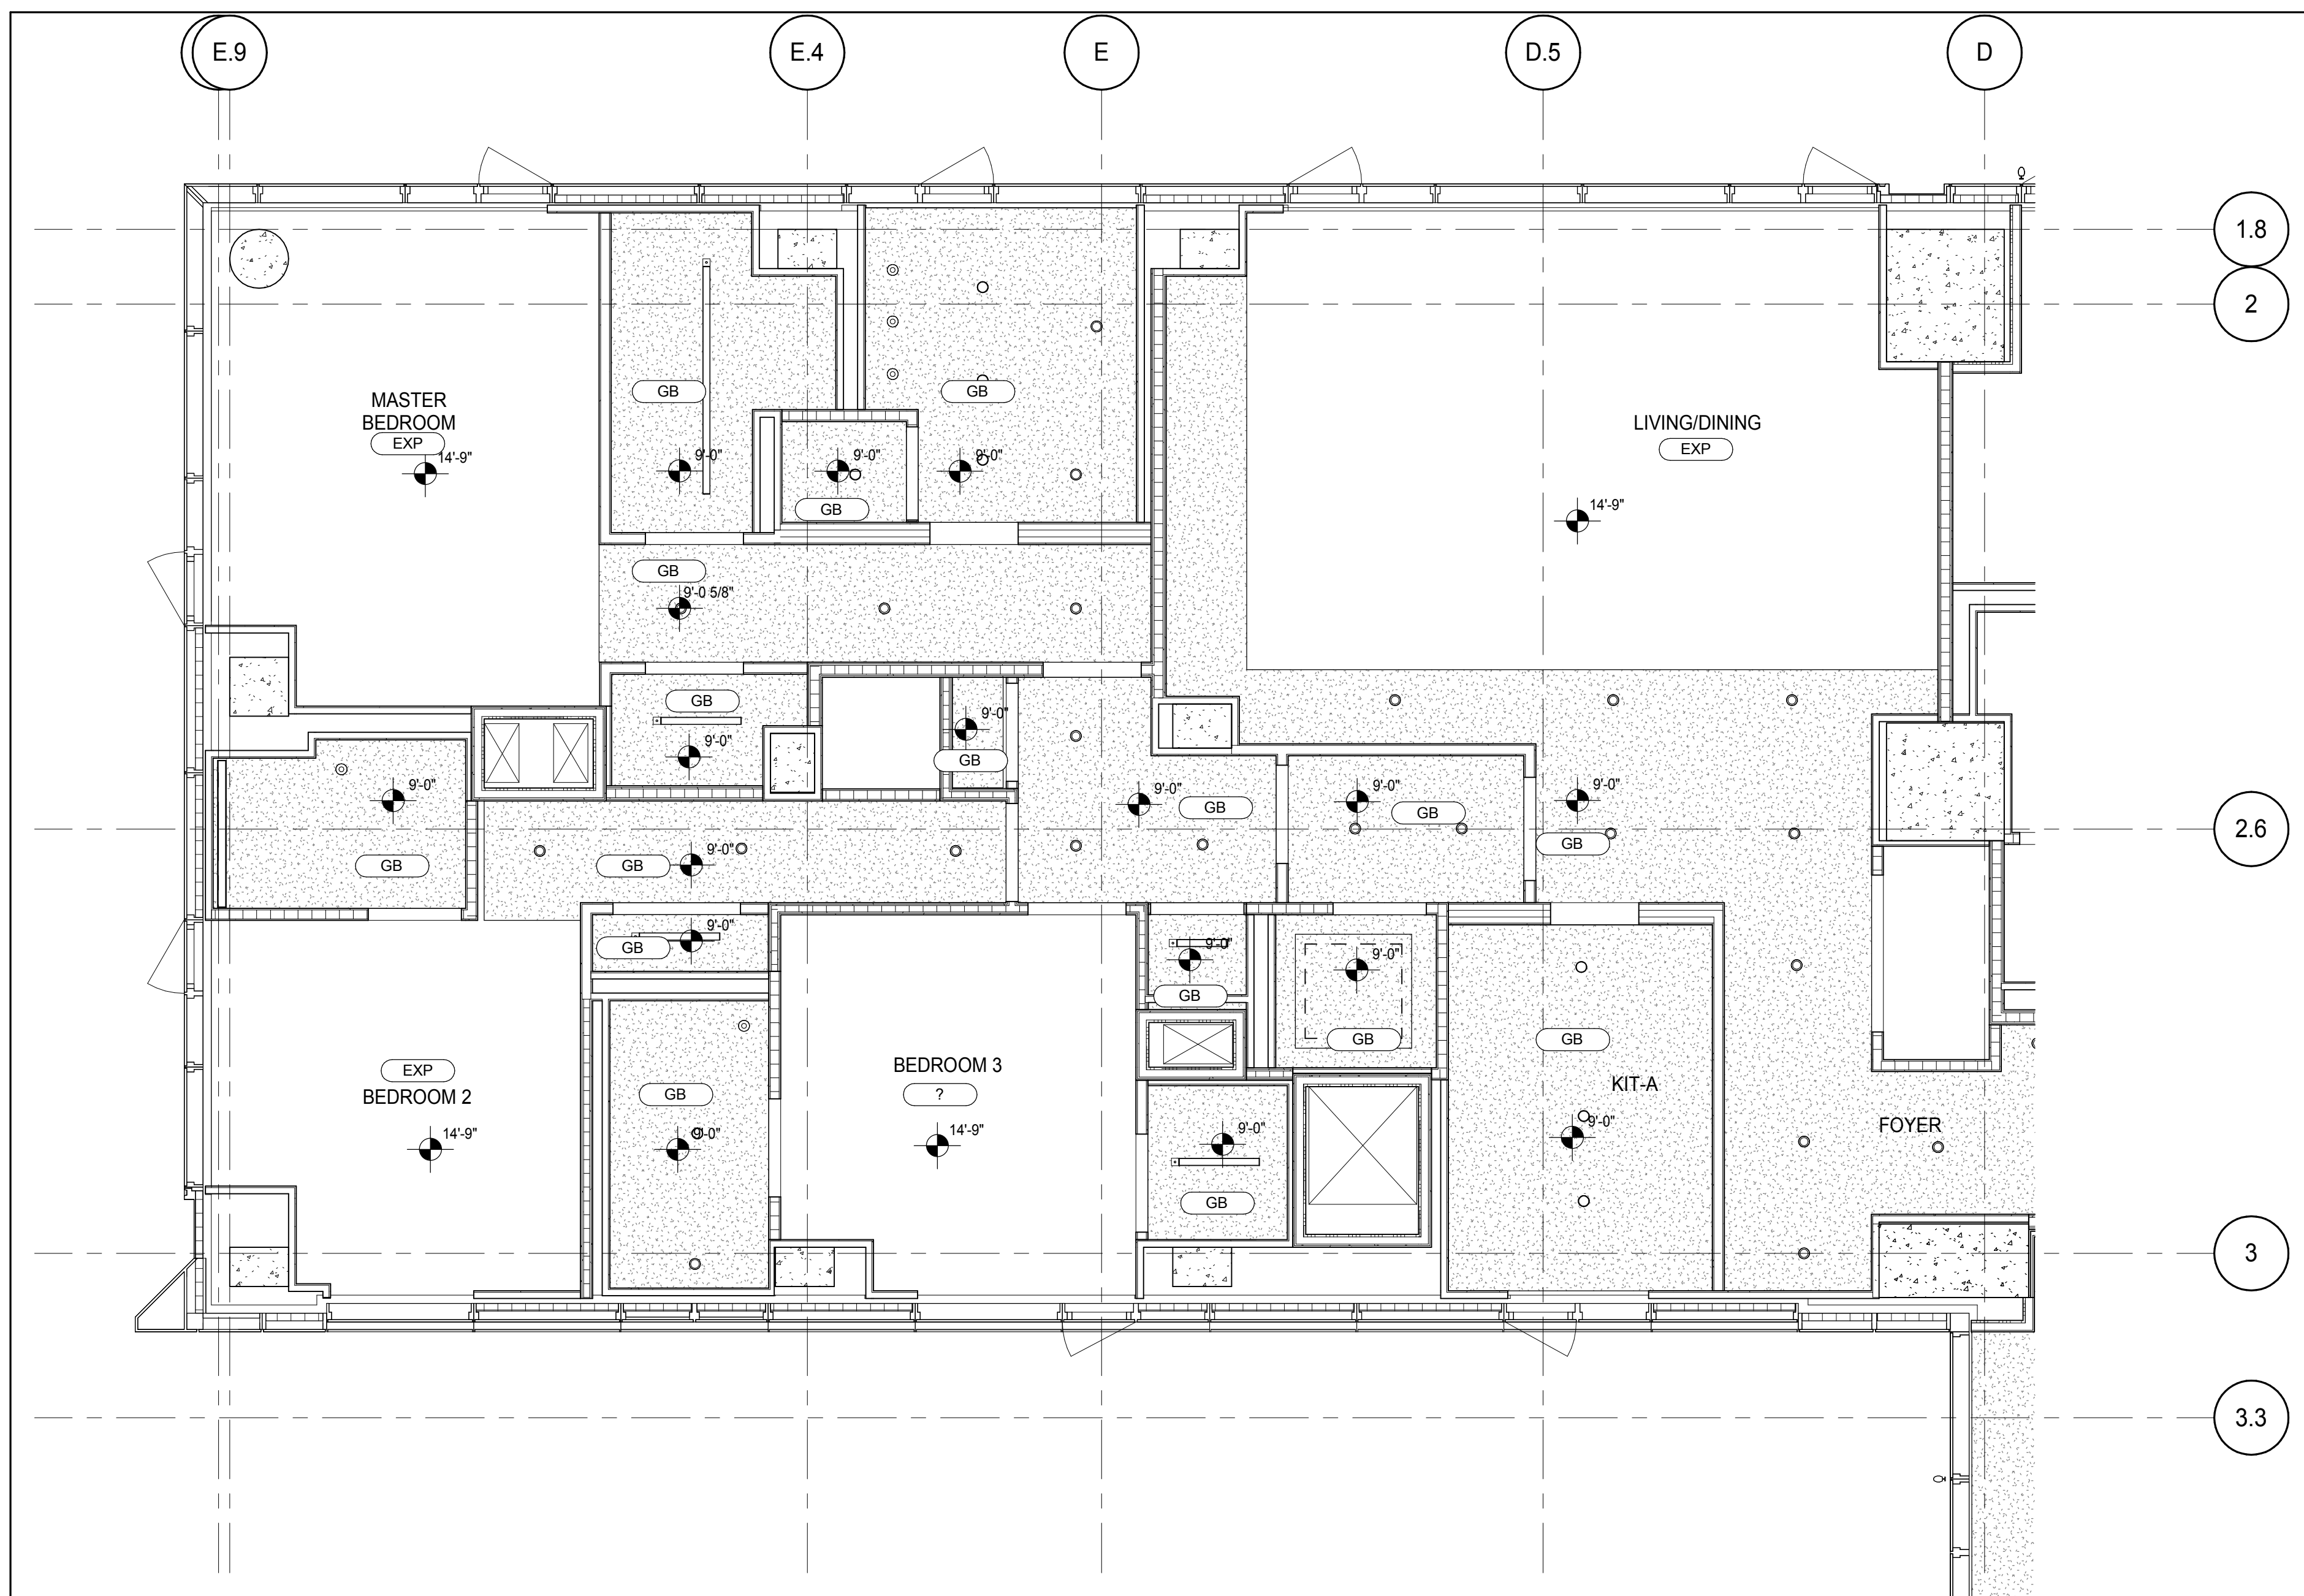 E.9
E.4
E
D.5
D
1.8
2
2.6
3
3.3
MASTER
BEDROOM
EXP
14'-9"
GB
9'-0"
GB
9'-0"
GB
9'-0"
LIVING/DINING
EXP
14'-9"
GB
9'-0 5/8"
GB
9'-0"
9'-0"
GB
9'-0"
GB
9'-0"
GB
9'-0"
GB
9'-0"
GB
9'-0"
GB
GB
9'-0"
9'-0"
GB
9'-0"
GB
EXP
BEDROOM 2
14'-9"
GB
9'-0"
BEDROOM 3
?
14'-9"
9'-0"
GB
GB
KIT-A
9'-0"
FOYER